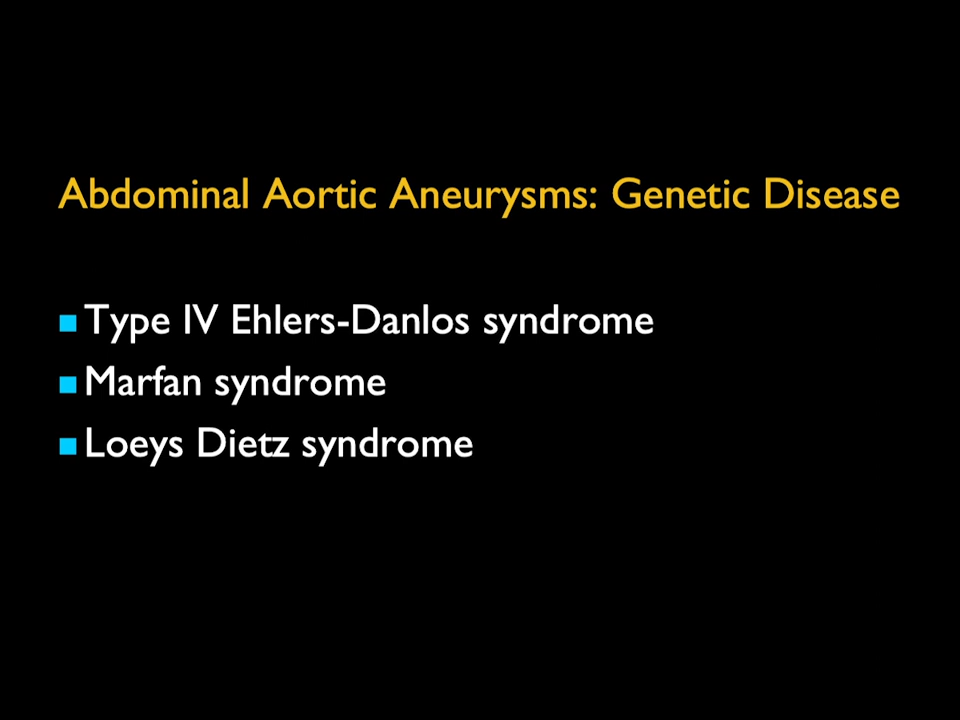 Abdominal Aortic Aneurysms: Genetic Disease
Type IV Ehlers-Danlos syndrome
Marfan syndrome
Loeys Dietz syndrome